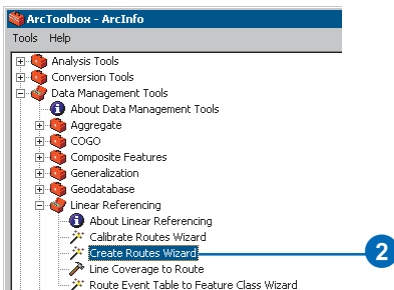 ArcToolbox - ArcInfo
Tools Help
Analysis Tools
Conversion Tools
Data Management Tools
About Data Management Tools
Aggregate
COGO
Composite Features
Generalization
Geodatabase
Linear Referencing
About Linear Referencing
Calibrate Routes Wizard
Create Routes Wizard 2
Line Coverage to Route
Route Event Table to Feature Class Wizard